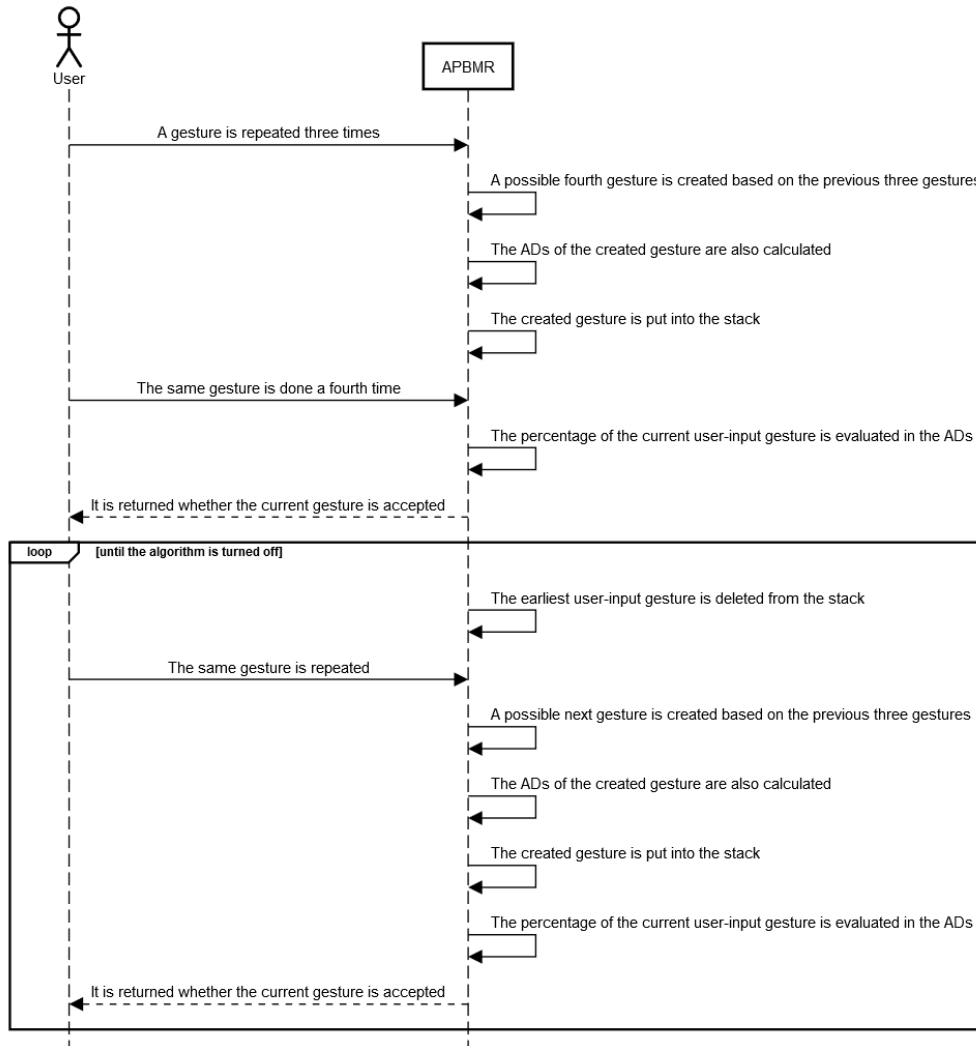 User
APBMR
A gesture is repeated three times
A possible fourth gesture is created based on the previous three gestures
The ADs of the created gesture are also calculated
The created gesture is put into the stack
The same gesture is done a fourth time
The percentage of the current user-input gesture is evaluated in the ADs
It is returned whether the current gesture is accepted
loop [until the algorithm is turned off]
The earliest user-input gesture is deleted from the stack
The same gesture is repeated
A possible next gesture is created based on the previous three gestures
The ADs of the created gesture are also calculated
The created gesture is put into the stack
The percentage of the current user-input gesture is evaluated in the ADs
It is returned whether the current gesture is accepted